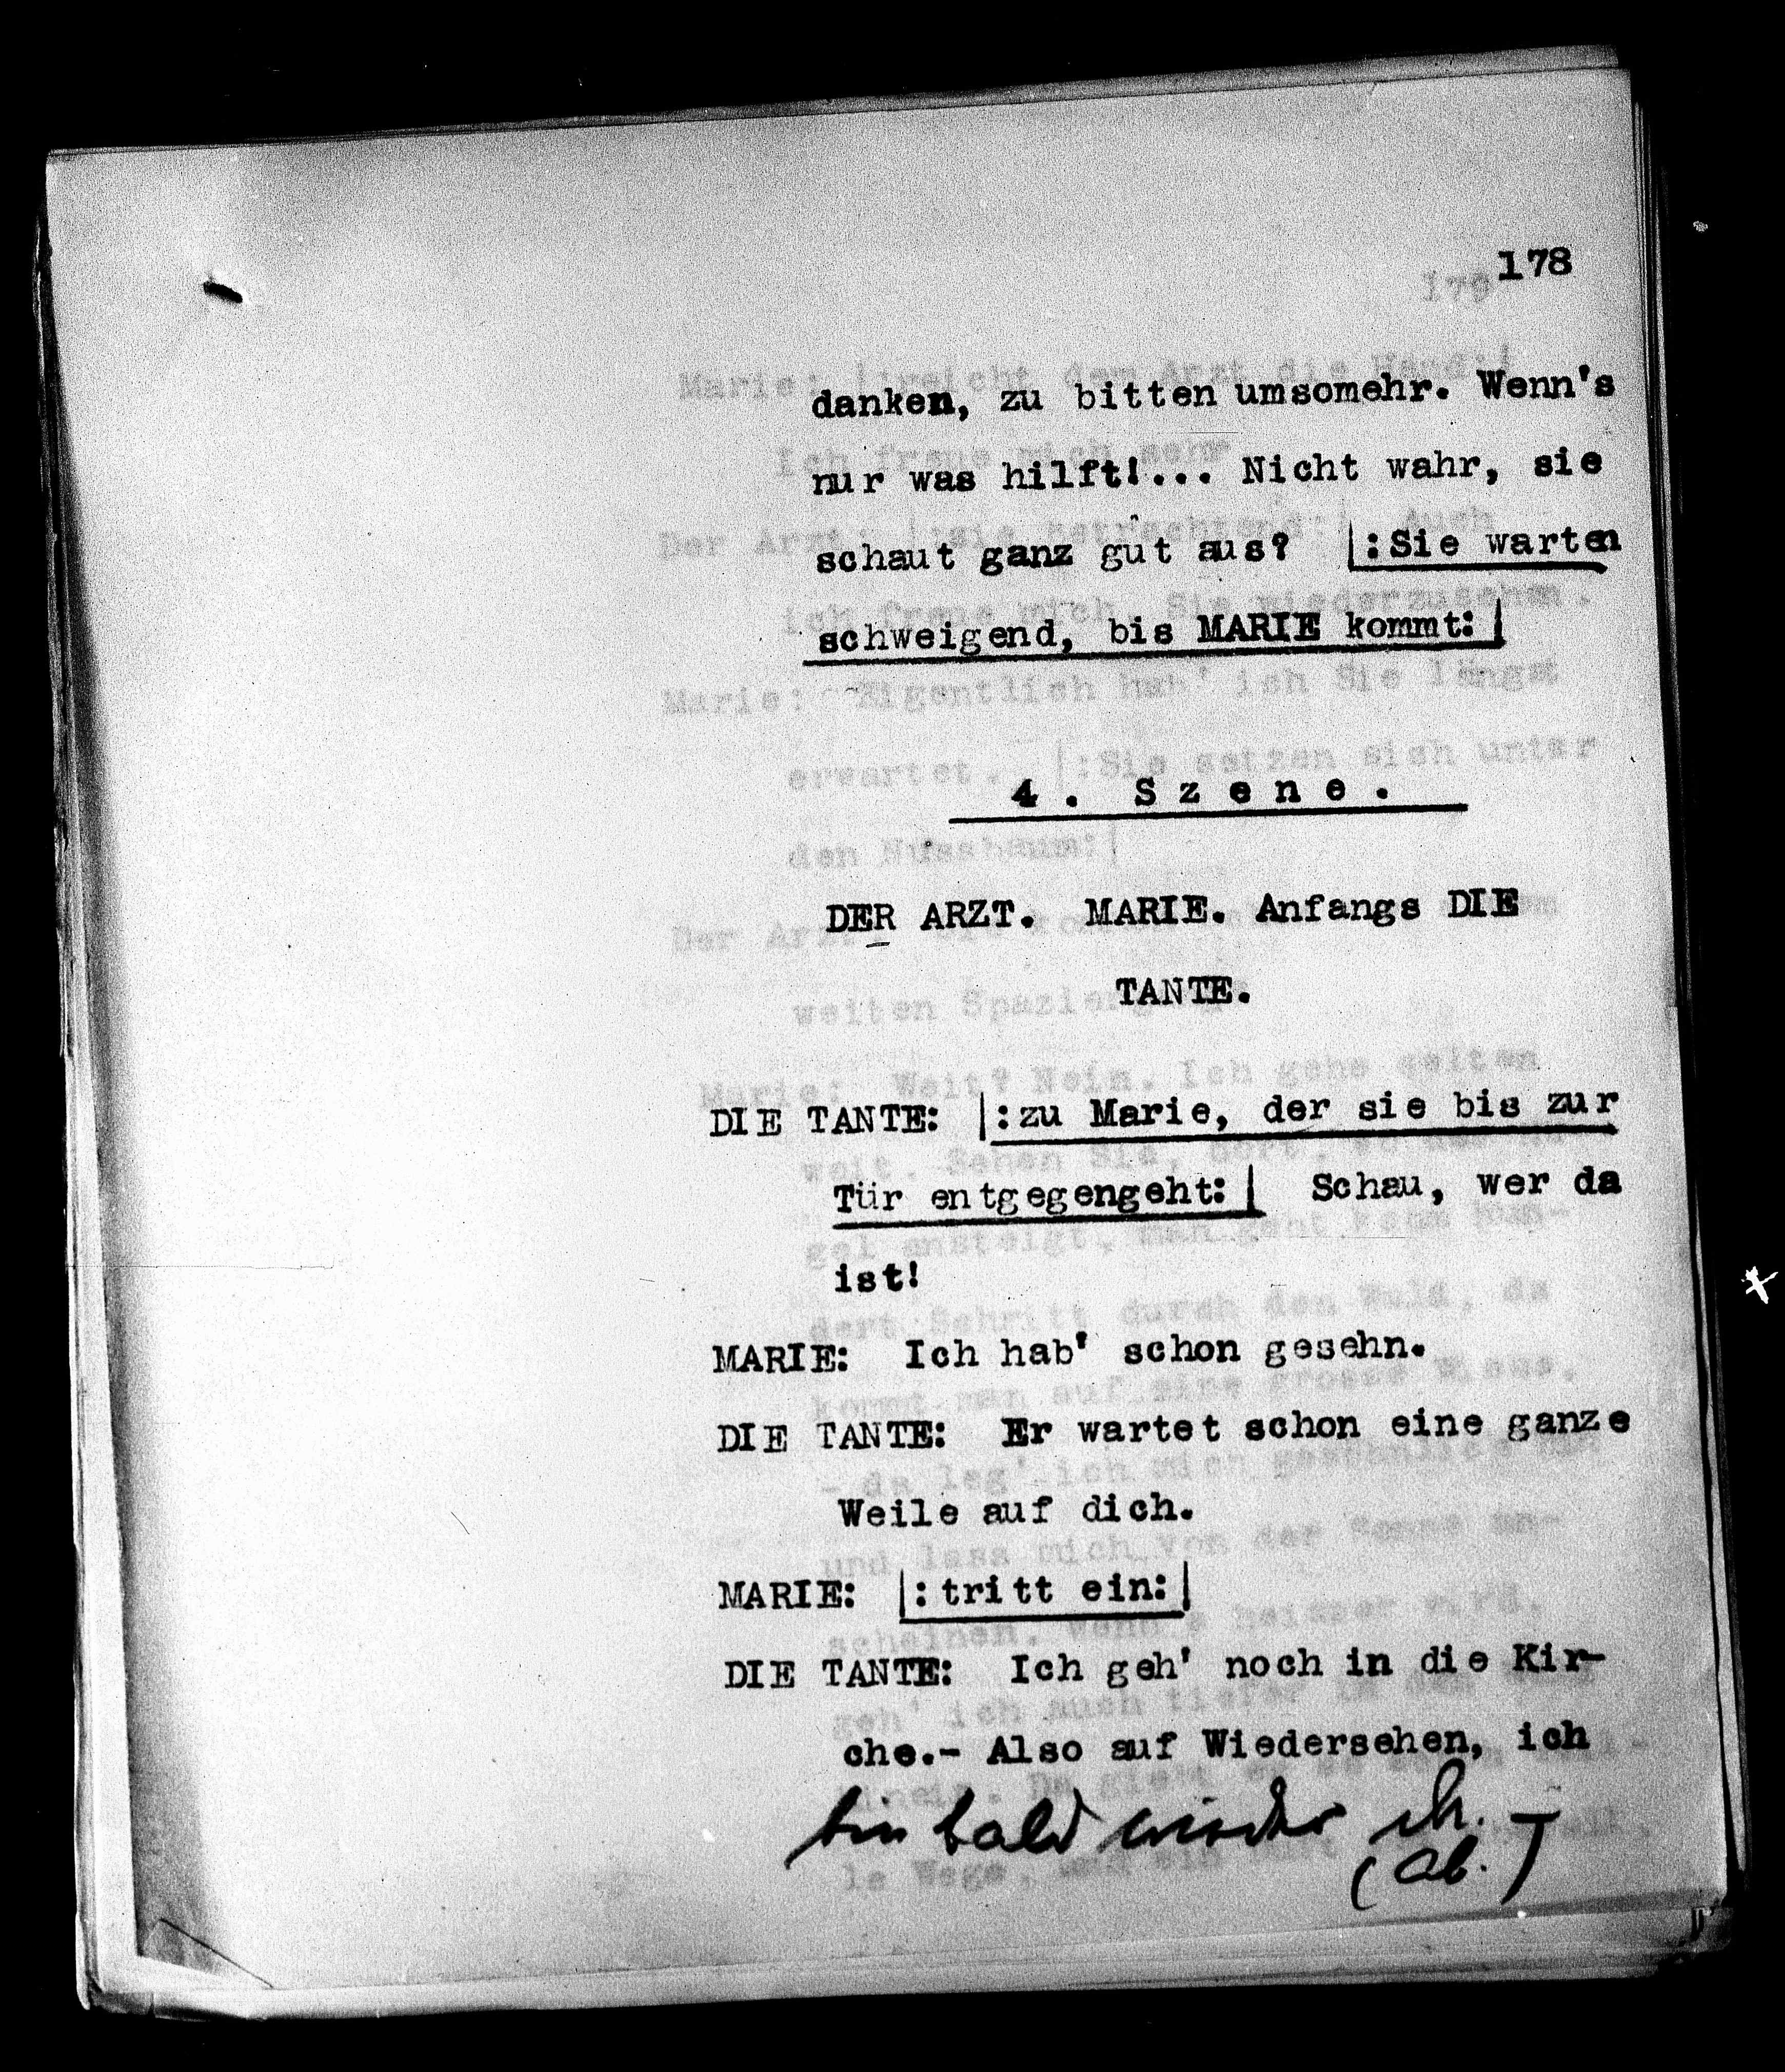 178
danken, zu bitten umsomehr. Wenn's
nur was hilft!... Nicht wahr, sie
schaut ganz gut aus? |:Sie warten
schweigend, bis MARIE kommt:|
4. Szene.
DER ARZT. MARIE. Anfangs DIE
TANTE.
DIE TANTE: |:zu Marie, der sie bis zur
Tür entgegengeht:| Schau, wer da
ist!
MARIE: Ich hab' schon gesehn.
DIE TANTE: Er wartet schon eine ganze
Weile auf dich.
MARIE: |:tritt ein:|
DIE TANTE: Ich geh' noch in die Kir-
che.- Also auf Wiedersehen, ich
bin bald wieder
(ab.)